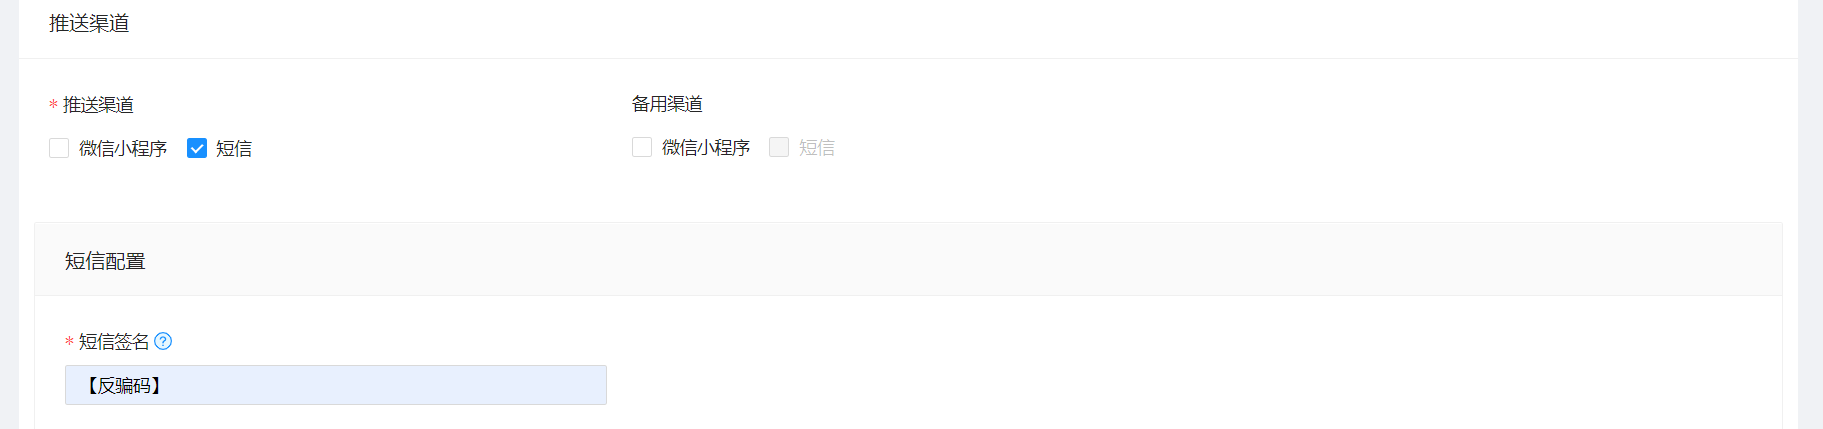 推送渠道
* 推送渠道
微信小程序 短信
备用渠道
微信小程序 短信
短信配置
* 短信签名 ?
【反骗码】